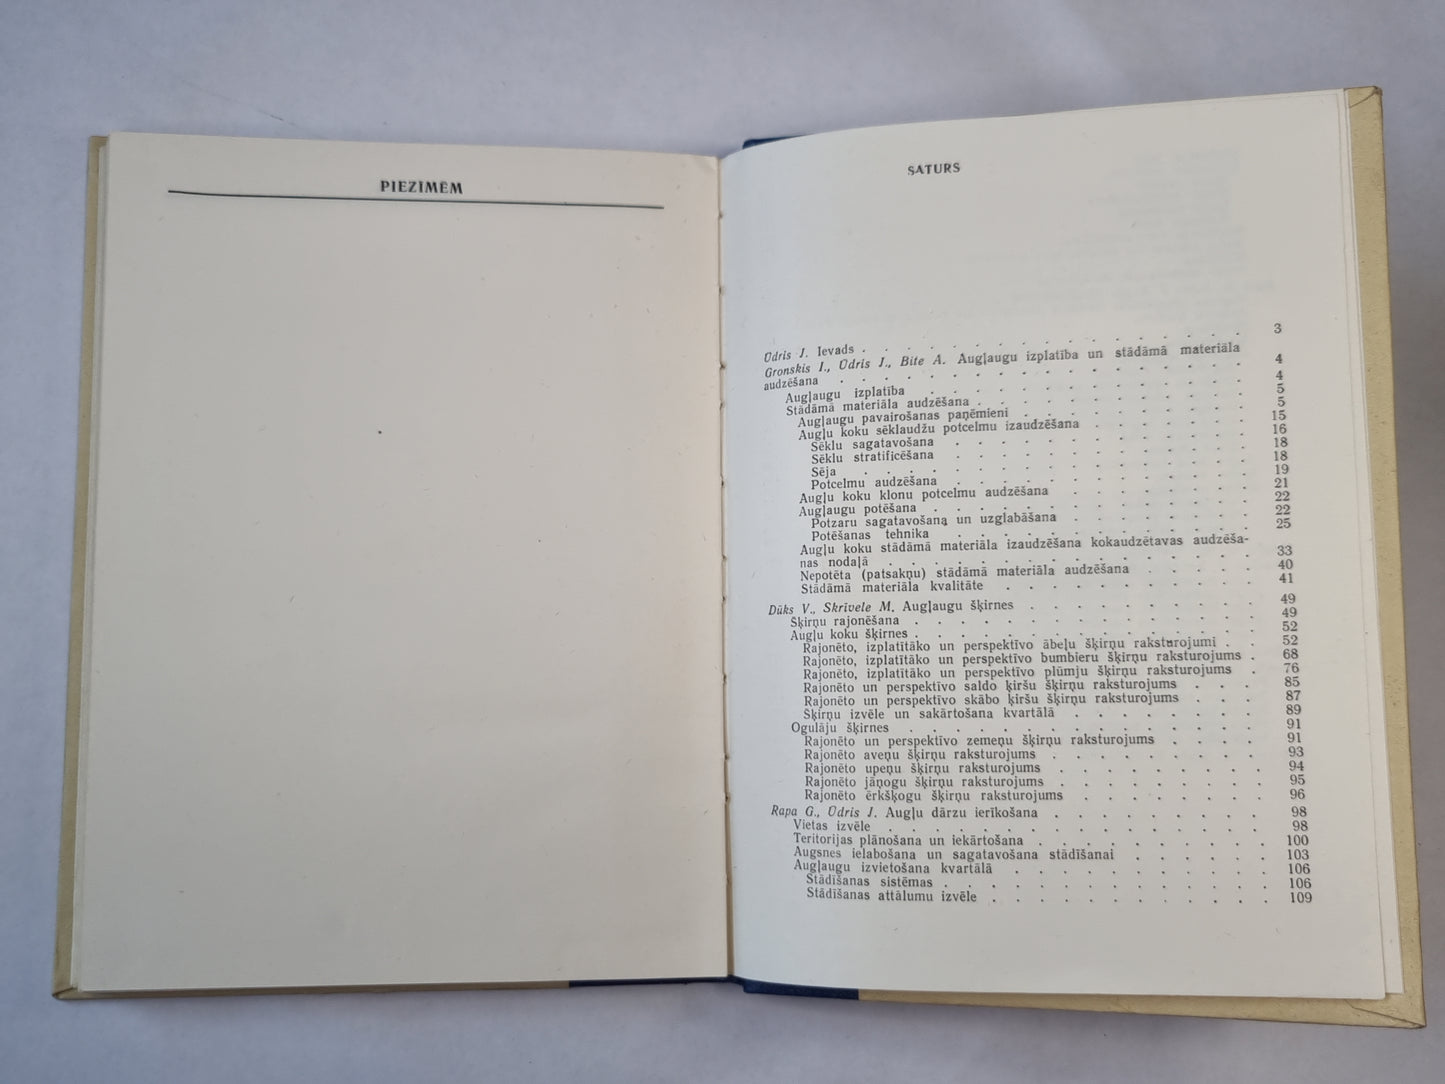 PIEZĪMĒM
SATURS
Ūdris J. Ievads . . . . . . . . . . . . . . . . . 3
Gronskis I., Ūdris J., Bite A. Augļaugu izplatība un stādāmā materiāla
audzēšana . . . . . . . . . . . . . . . . . 4
Augļaugu izplatība . . . . . . . . . . . . . . . 4
Stādāmā materiāla audzēšana . . . . . . . . . . . . 5
Augļaugu pavairošanas paņēmieni . . . . . . . . . . 5
Augļu koku sēklaudžu potcelmu izaudzēšana . . . . . . . 15
Sēklu sagatavošana . . . . . . . . . . . . . 16
Sēklu stratificēšana . . . . . . . . . . . . . 18
Sēja . . . . . . . . . . . . . . . . . 18
Potcelmu audzēšana . . . . . . . . . . . . . 19
Augļu koku klonu potcelmu audzēšana . . . . . . . . 21
Augļaugu potēšana . . . . . . . . . . . . . . 22
Potzaru sagatavošana un uzglabāšana . . . . . . . . 22
Potēšanas tehnika . . . . . . . . . . . . . 25
Augļu koku stādāmā materiāla izaudzēšana kokaudzētavas audzēša-
nas nodaļā . . . . . . . . . . . . . . . . 33
Nepotēta (patsakņu) stādāmā materiāla audzēšana . . . . . 40
Stādāmā materiāla kvalitāte . . . . . . . . . . . 41
Dūks V., Skrivele M. Augļaugu šķirnes . . . . . . . . . . 49
Šķirņu rajonēšana . . . . . . . . . . . . . . . 49
Augļu koku šķirnes . . . . . . . . . . . . . . . 52
Rajonēto, izplatītāko un perspektīvo ābeļu šķirņu raksturojumi . . 52
Rajonēto, izplatītāko un perspektīvo bumbieru šķirņu raksturojums . 68
Rajonēto, izplatītāko un perspektīvo plūmju šķirņu raksturojums . 76
Rajonēto un perspektīvo saldo ķiršu šķirņu raksturojums . . . 85
Rajonēto un perspektīvo skābo ķiršu šķirņu raksturojums . . . 87
Šķirņu izvēle un sakārtošana kvartālā . . . . . . . . 89
Ogulāju šķirnes . . . . . . . . . . . . . . . 91
Rajonēto un perspektīvo zemeņu šķirņu raksturojums . . . . 91
Rajonēto aveņu šķirņu raksturojums . . . . . . . . . 93
Rajonēto upeņu šķirņu raksturojums . . . . . . . . . 94
Rajonēto jāņogu šķirņu raksturojums . . . . . . . . . 95
Rajonēto ērkšķogu šķirņu raksturojums . . . . . . . . 96
Rapa G., Ūdris J. Augļu dārzu ierīkošana . . . . . . . . . 98
Vietas izvēle . . . . . . . . . . . . . . . . 98
Teritorijas plānošana un iekārtošana . . . . . . . . . . 100
Augsnes ielabošana un sagatavošana stādīšanai . . . . . . 103
Augļaugu izvietošana kvartālā . . . . . . . . . . . 106
Stādīšanas sistēmas . . . . . . . . . . . . . . 106
Stādīšanas attālumu izvēle . . . . . . . . . . . . 109